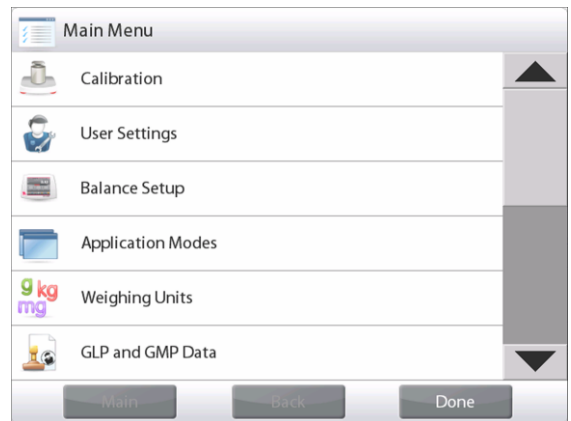 Main Menu
Calibration
User Settings
Balance Setup
Application Modes
g kg
mg
Weighing Units
GLP and GMP Data
Main Back Done